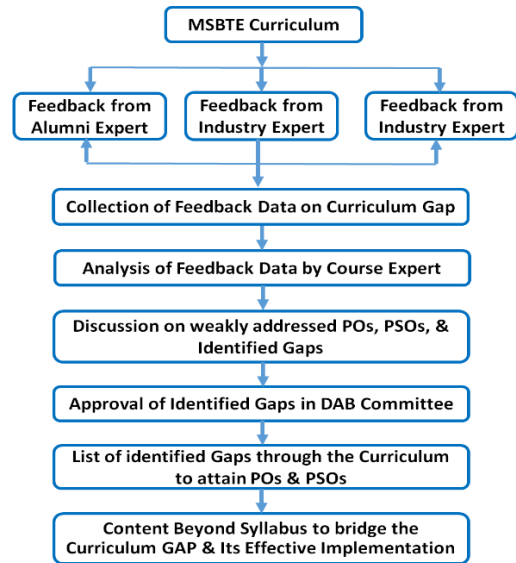 MSBTE Curriculum
Feedback from
Alumni Expert
Feedback from
Industry Expert
Feedback from
Industry Expert
Collection of Feedback Data on Curriculum Gap
Analysis of Feedback Data by Course Expert
Discussion on weakly addressed POs, PSOs, &
Identified Gaps
Approval of Identified Gaps in DAB Committee
List of identified Gaps through the Curriculum
to attain POs & PSOs
Content Beyond Syllabus to bridge the
Curriculum GAP & Its Effective Implementation